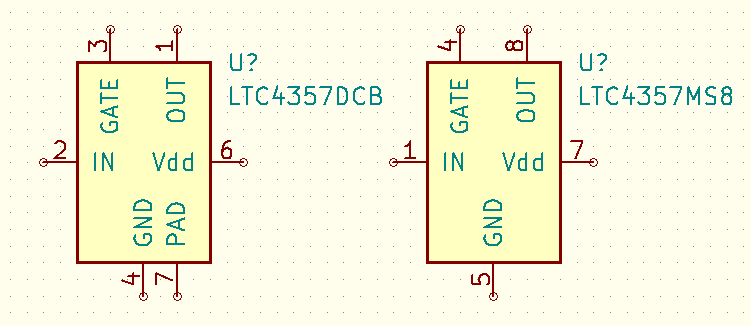 3
1
U?
LTC4357DCB
GATE
OUT
2
IN
Vdd
6
GND
PAD
4
7
4
8
U?
LTC4357MS8
GATE
OUT
1
IN
Vdd
7
GND
5